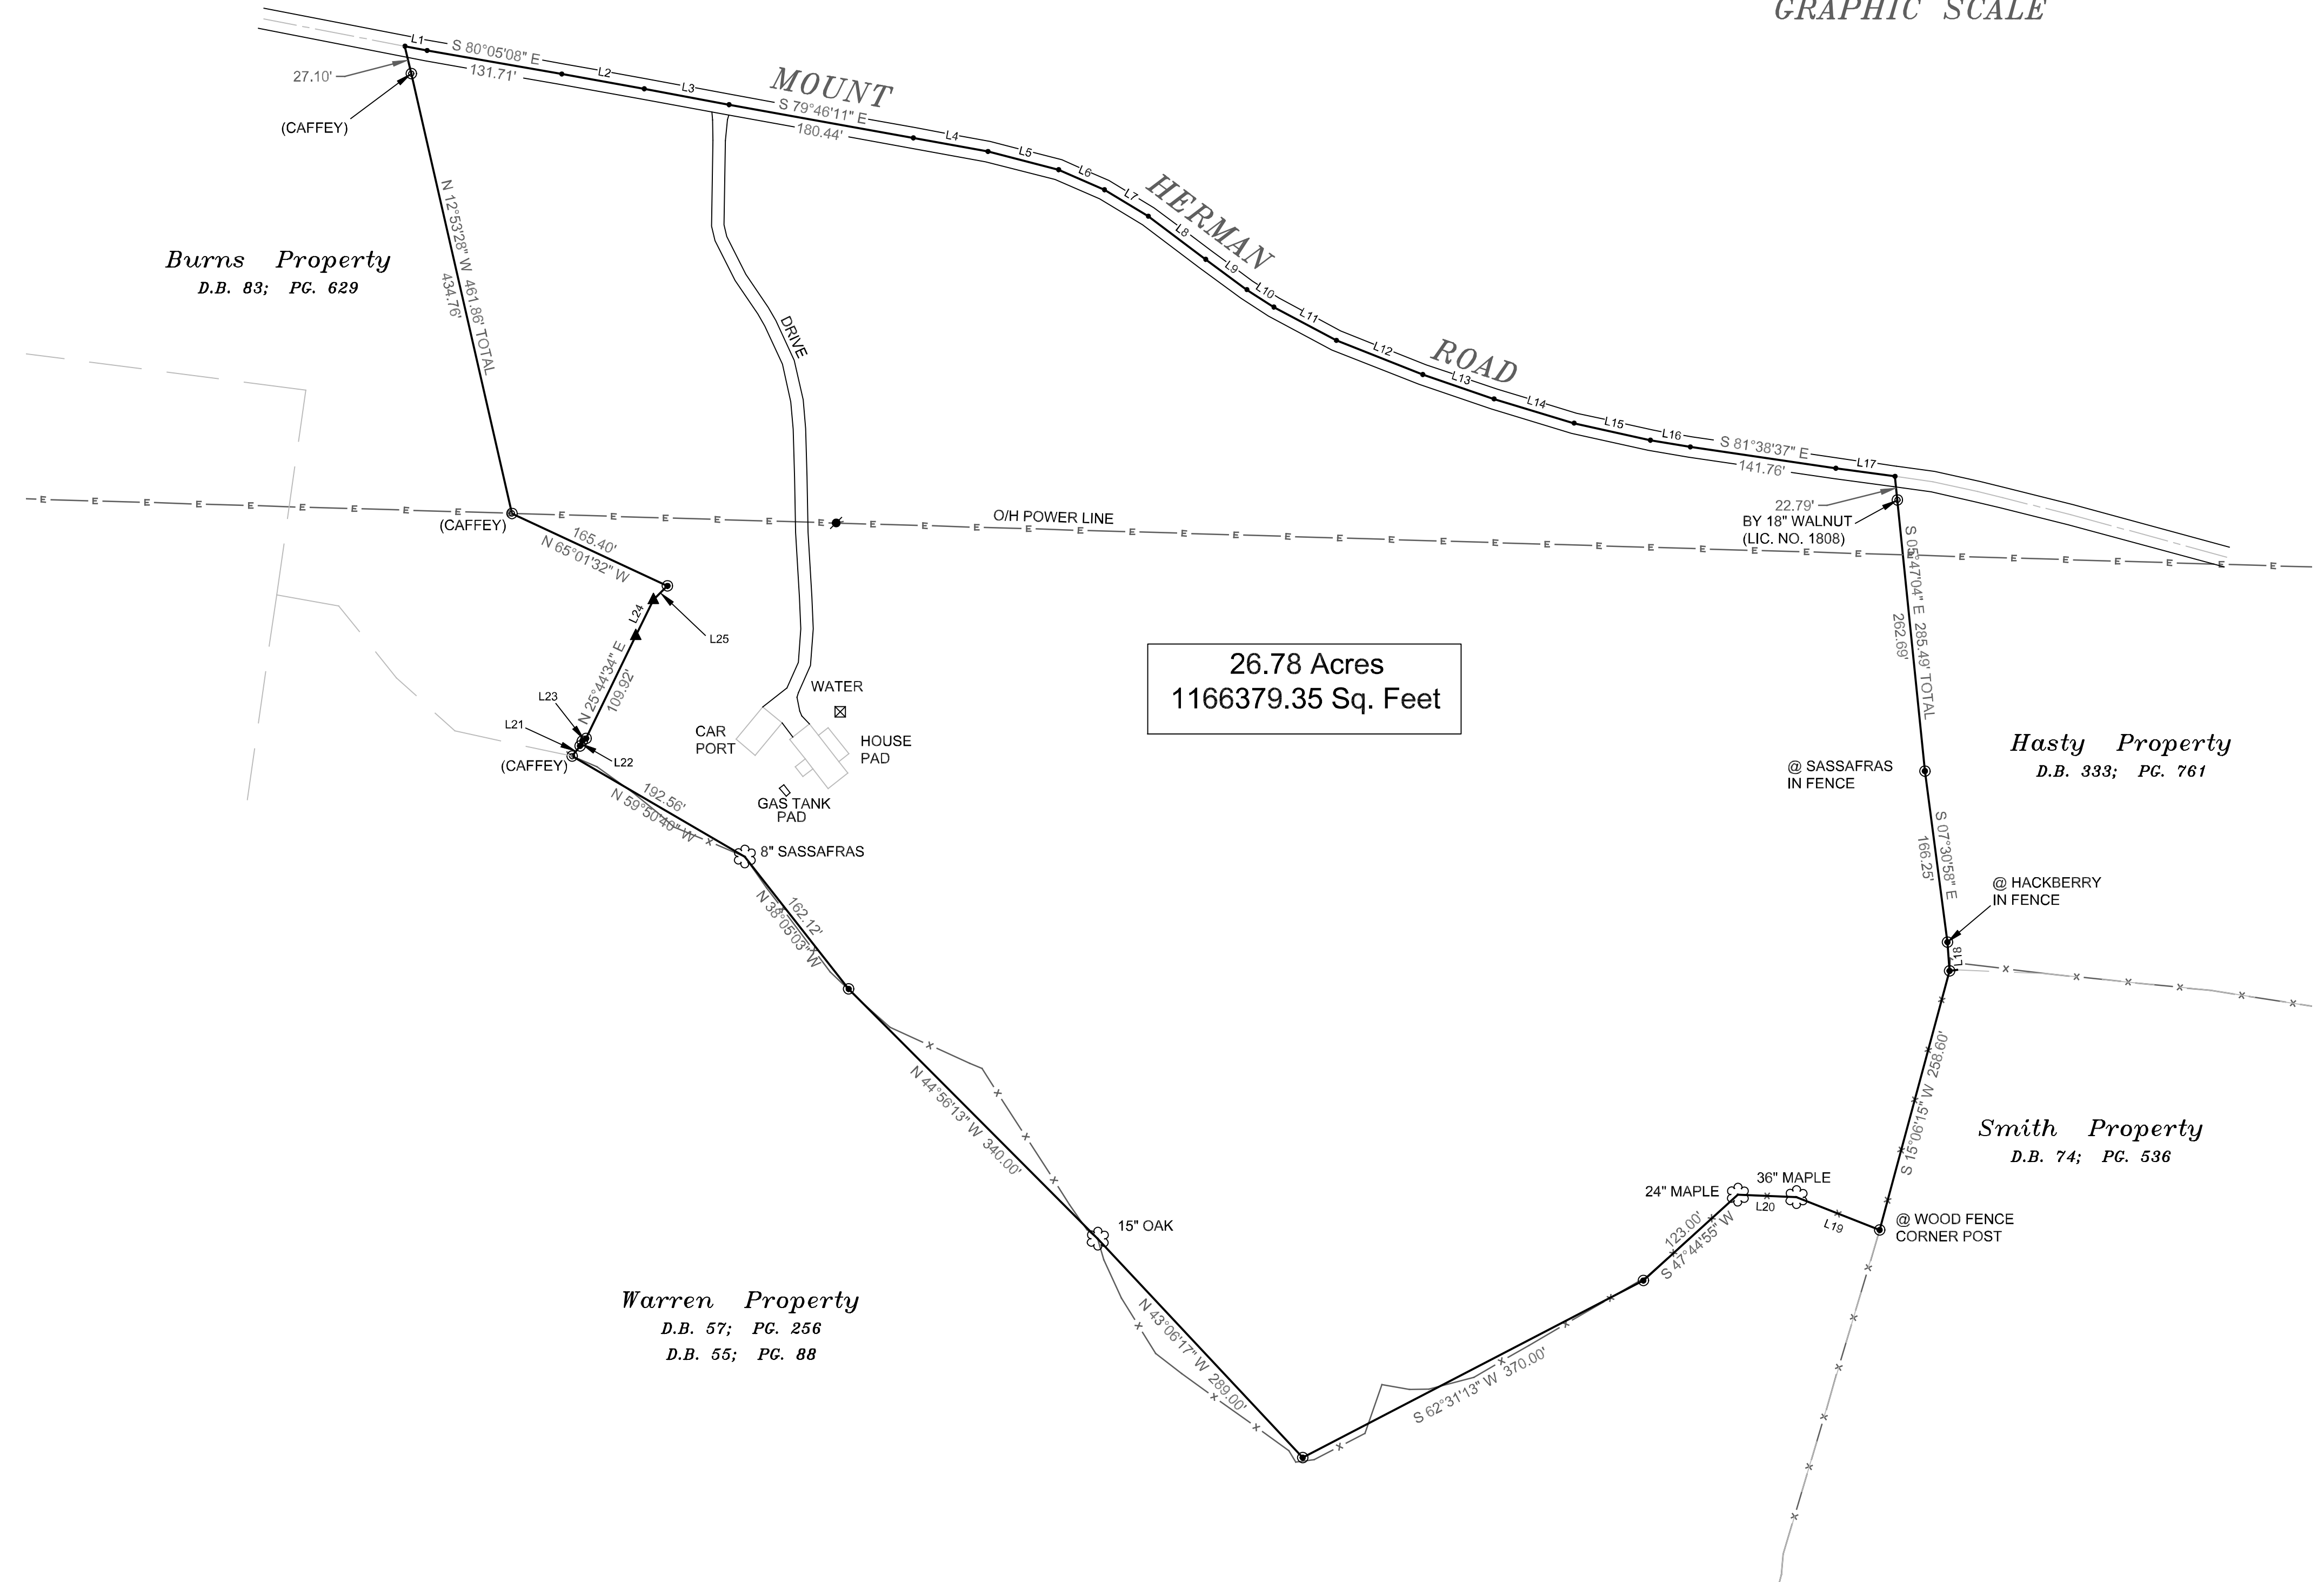 GRAPHIC SCALE
L1
S 80°05'08" E
131.71'
27.10'
(CAFFEY)
L2
L3
MOUNT
S 79°46'11" E
180.44'
L4
L5
L6
L7
HERMAN
L8
L9
L10
L11
L12
ROAD
L13
L14
L15
L16
S 81°38'37" E
141.76'
L17
22.79'
BY 18" WALNUT
(LIC. NO. 1808)
N 12°53'28" W 461.86' TOTAL
434.76'
Burns Property
D.B. 83; PG. 629
DRIVE
E E E E E E E E E E E E E E E E E E E E E E E E E E E E E E E E E E E E E E E E E E E E
O/H POWER LINE
(CAFFEY)
165.40'
N 65°01'32" W
L24
L25
N 25°44'34" E
109.92'
L23
L21
L22
(CAFFEY)
WATER
CAR
PORT
HOUSE
PAD
GAS TANK
PAD
26.78 Acres
1166379.35 Sq. Feet
S 05°47'04" E 285.49' TOTAL
262.69'
Hasty Property
D.B. 333; PG. 761
@ SASSAFRAS
IN FENCE
S 07°30'58" E
166.25'
@ HACKBERRY
IN FENCE
L18
192.56'
N 59°50'40" W
8" SASSAFRAS
162.12'
N 38°05'03" W
N 44°56'13" W 340.00'
S 15°06'15" W 258.60'
Smith Property
D.B. 74; PG. 536
36" MAPLE
24" MAPLE
L20
L19
@ WOOD FENCE
CORNER POST
123.00'
S 47°44'55" W
15" OAK
N 43°06'17" W 289.00'
S 62°31'13" W 370.00'
Warren Property
D.B. 57; PG. 256
D.B. 55; PG. 88